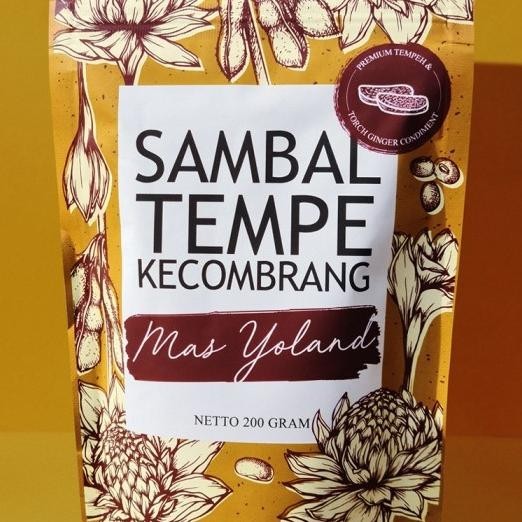 PREMIUM TEMPEH &
TORCH GINGER CONDIMENT
SAMBAL
TEMPE
KECOMBRANG
Mas Yoland
NETTO 200 GRAM